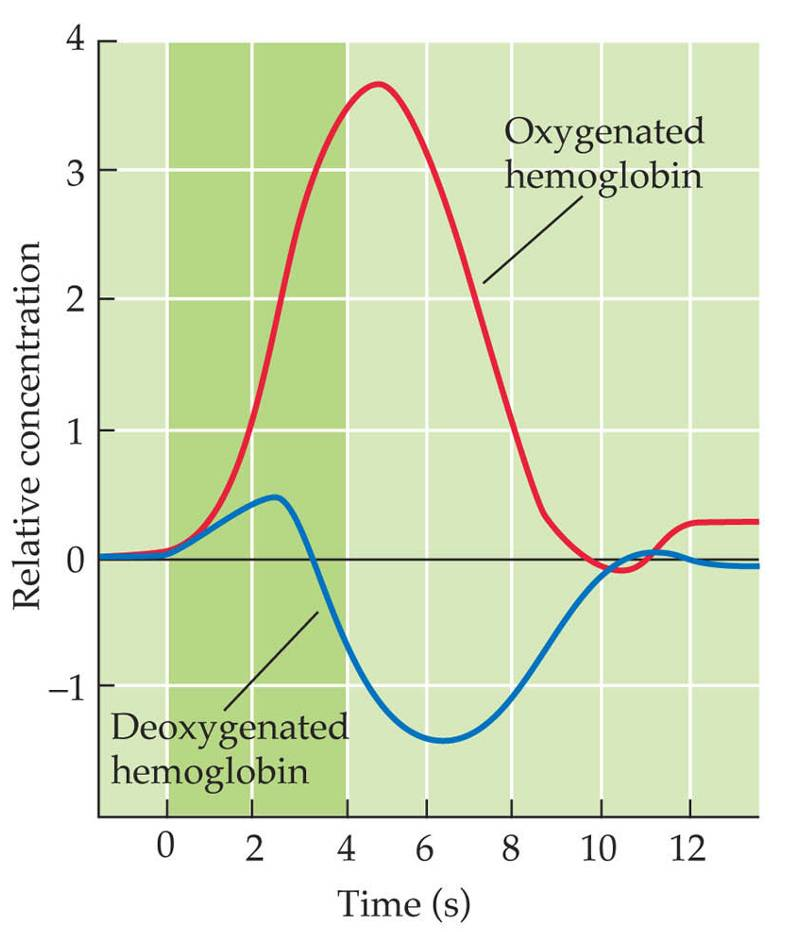 4
3
2
1
0
–1
Relative concentration
Oxygenated
hemoglobin
Deoxygenated
hemoglobin
0 2 4 6 8 10 12
Time (s)